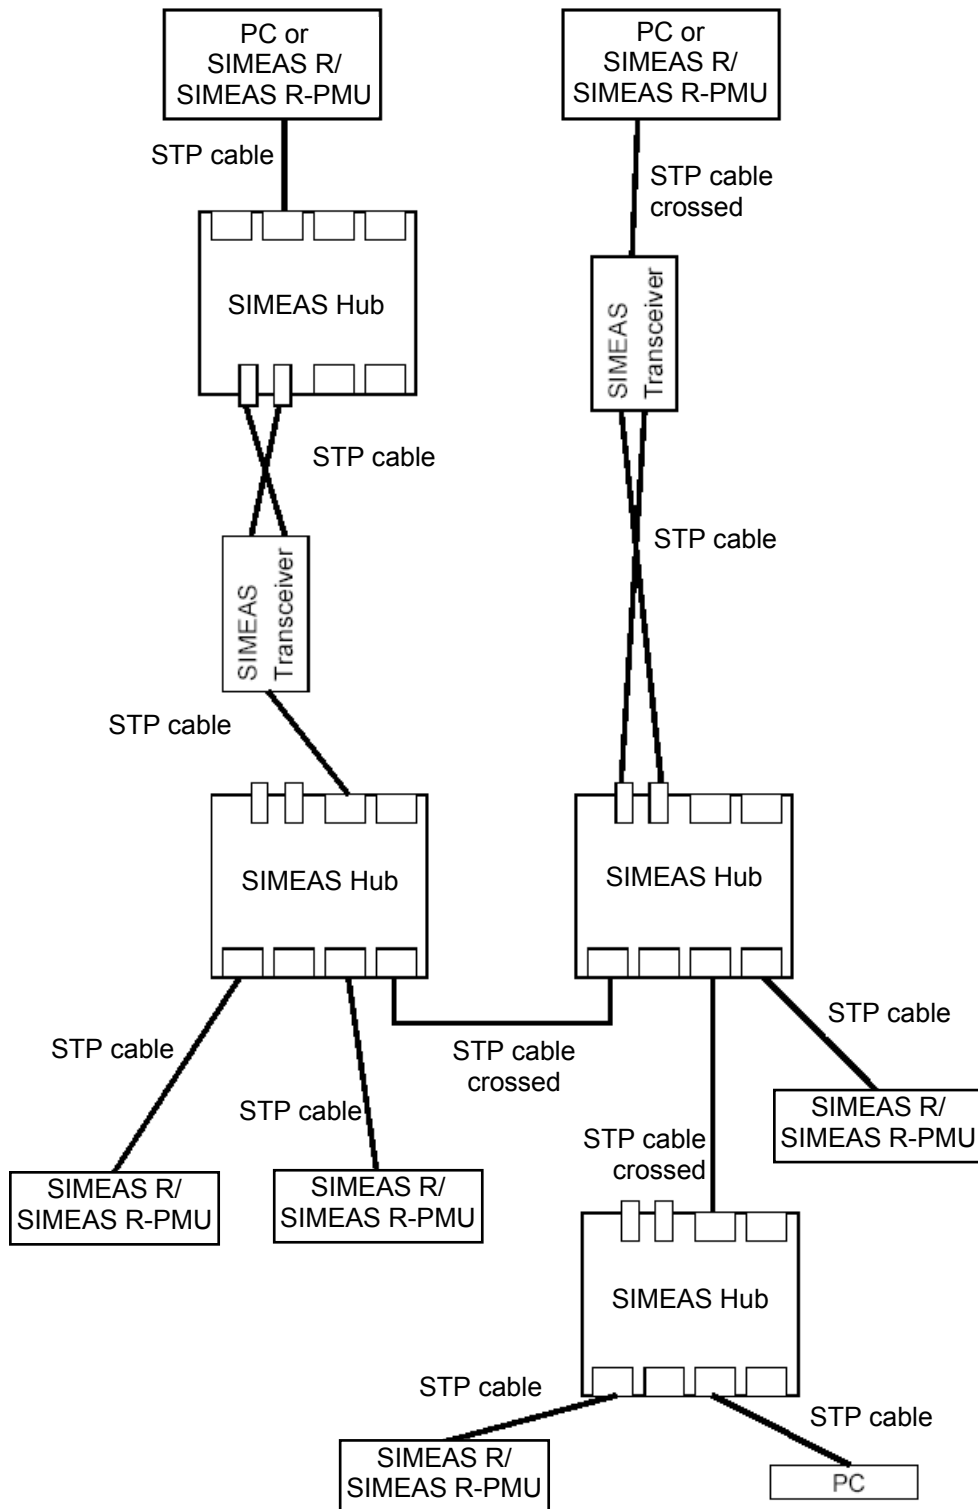 PC or
SIMEAS R/
SIMEAS R-PMU
PC or
SIMEAS R/
SIMEAS R-PMU
STP cable
STP cable
crossed
SIMEAS Hub
SIMEAS
Transceiver
STP cable
STP cable
SIMEAS
Transceiver
STP cable
SIMEAS Hub
SIMEAS Hub
STP cable
STP cable
STP cable
crossed
STP cable
SIMEAS R/
SIMEAS R-PMU
STP cable
crossed
SIMEAS R/
SIMEAS R-PMU
SIMEAS R/
SIMEAS R-PMU
SIMEAS Hub
STP cable
STP cable
SIMEAS R/
SIMEAS R-PMU
PC